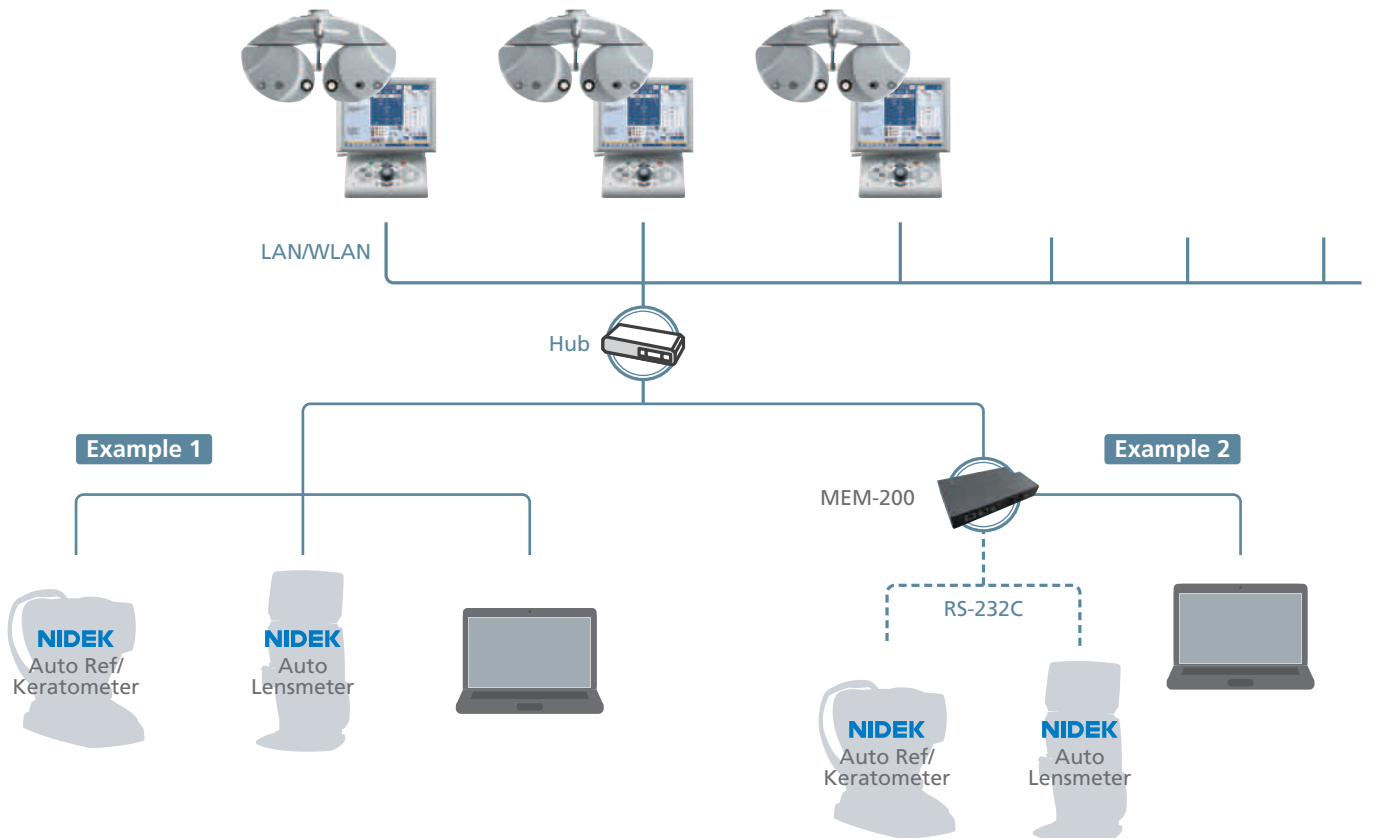 LAN/WLAN
Hub
Example 1
Example 2
MEM-200
RS-232C
NIDEK
Auto Ref/
Keratometer
NIDEK
Auto
Lensmeter
NIDEK
Auto Ref/
Keratometer
NIDEK
Auto
Lensmeter